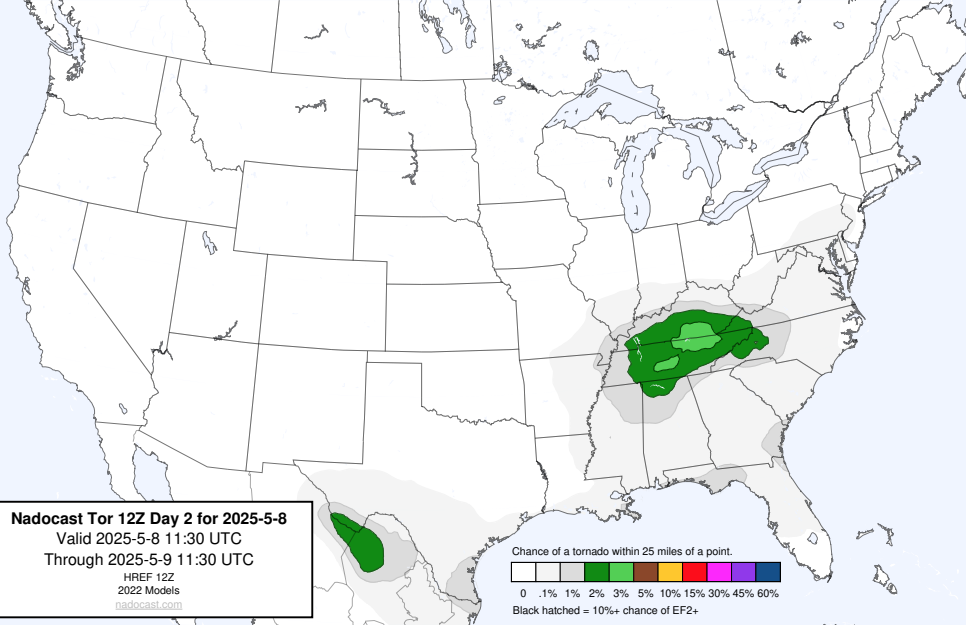 Nadocast Tor 12Z Day 2 for 2025-5-8
Valid 2025-5-8 11:30 UTC
Through 2025-5-9 11:30 UTC
HREF 12Z
2022 Models
nadocast.com
Chance of a tornado within 25 miles of a point.
0 .1% 1% 2% 3% 5% 10% 15% 30% 45% 60%
Black hatched = 10%+ chance of EF2+